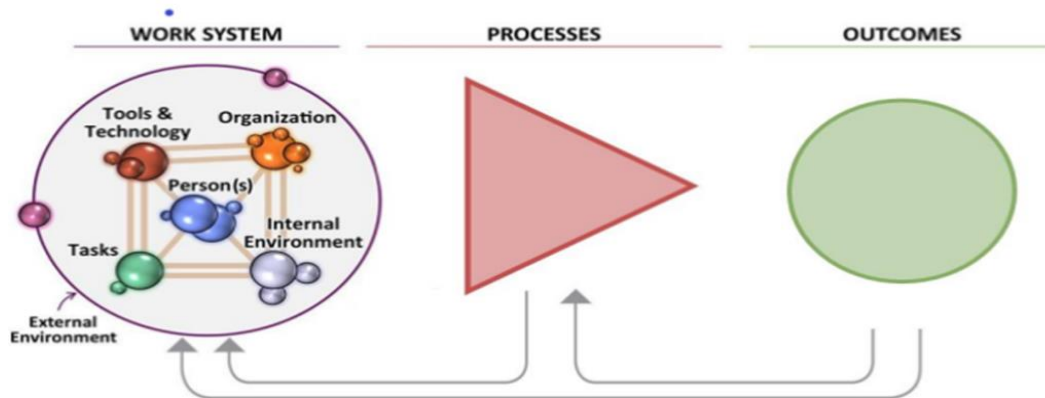 WORK SYSTEM
PROCESSES
OUTCOMES
Tools &
Technology
Organization
Person(s)
Internal
Environment
Tasks
External
Environment